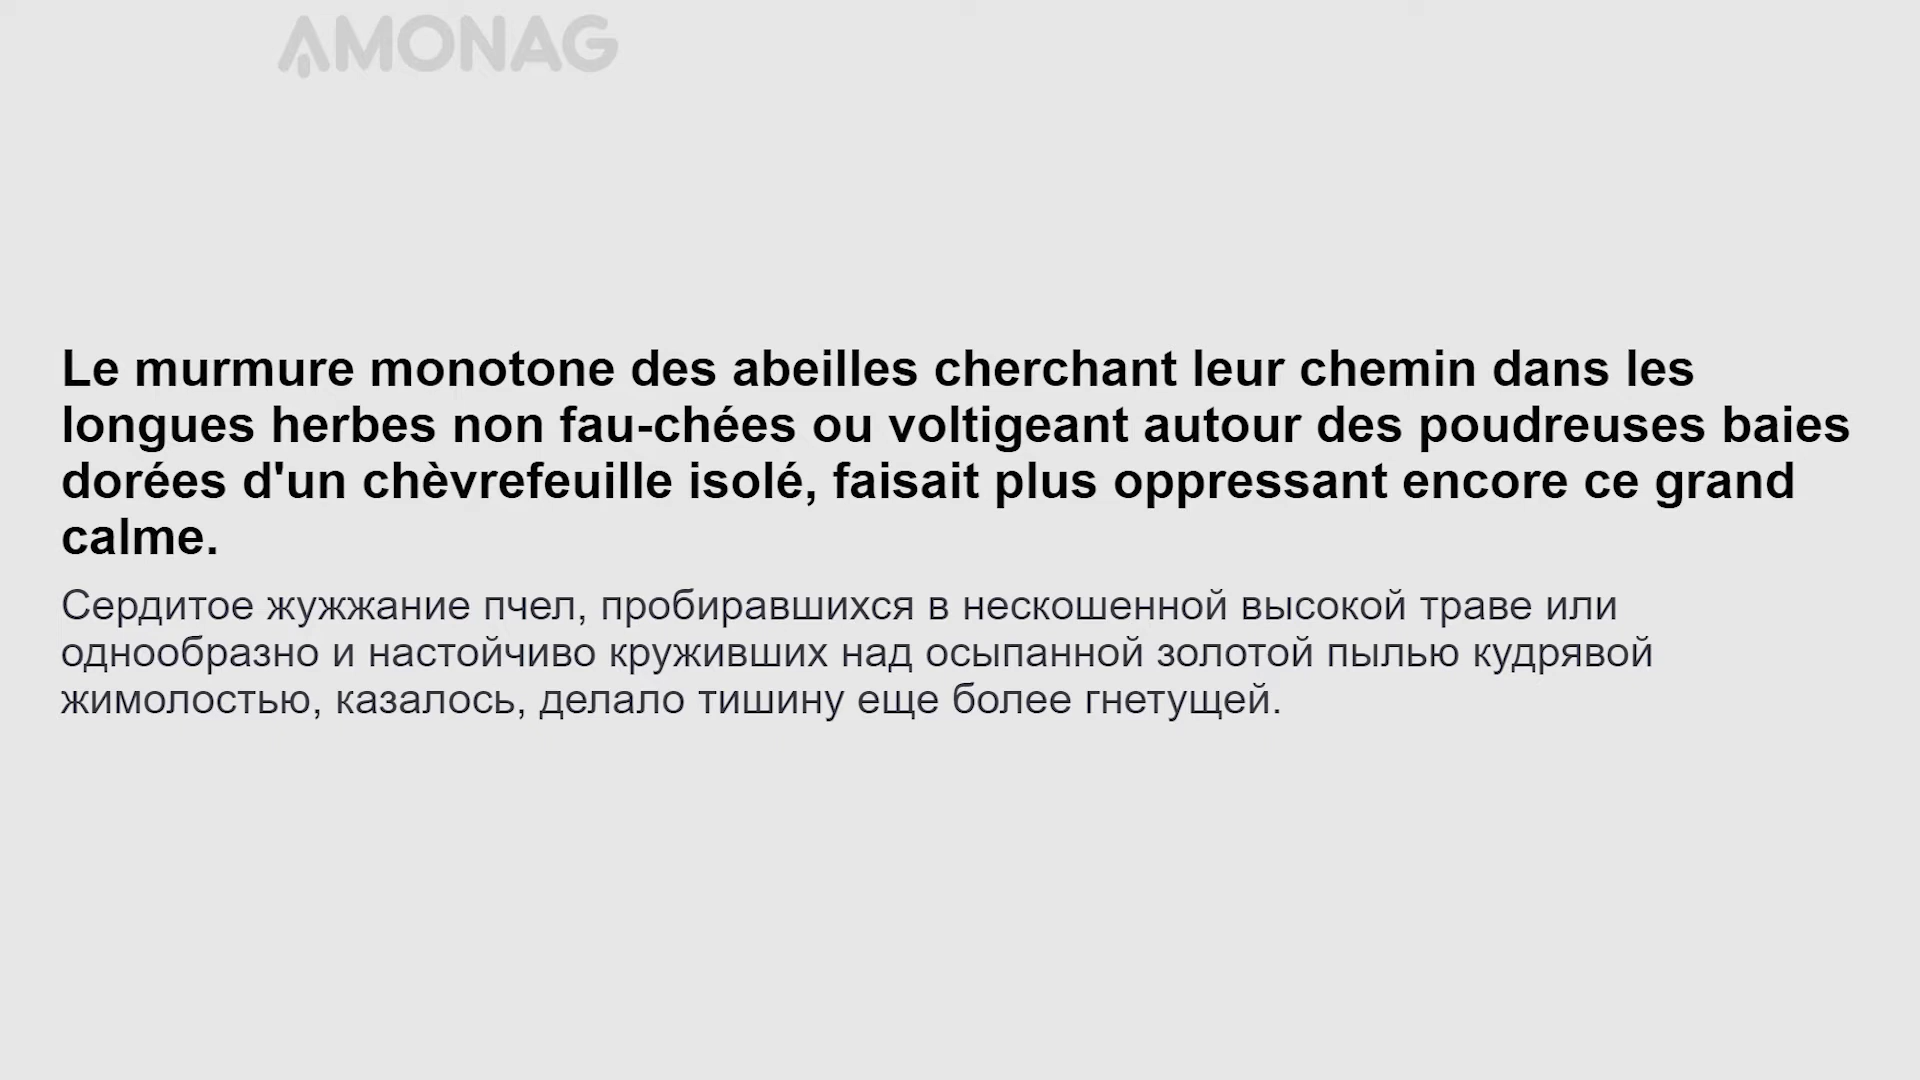 AMONAG
Le murmure monotone des abeilles cherchant leur chemin dans les
longues herbes non fau-chées ou voltigeant autour des poudreuses baies
dorées d'un chèvrefeuille isolé, faisait plus oppressant encore ce grand
calme.
Сердитое жужжание пчел, пробиравшихся в нескошенной высокой траве или
однообразно и настойчиво круживших над осыпанной золотой пылью кудрявой
жимолостью, казалось, делало тишину еще более гнетущей.